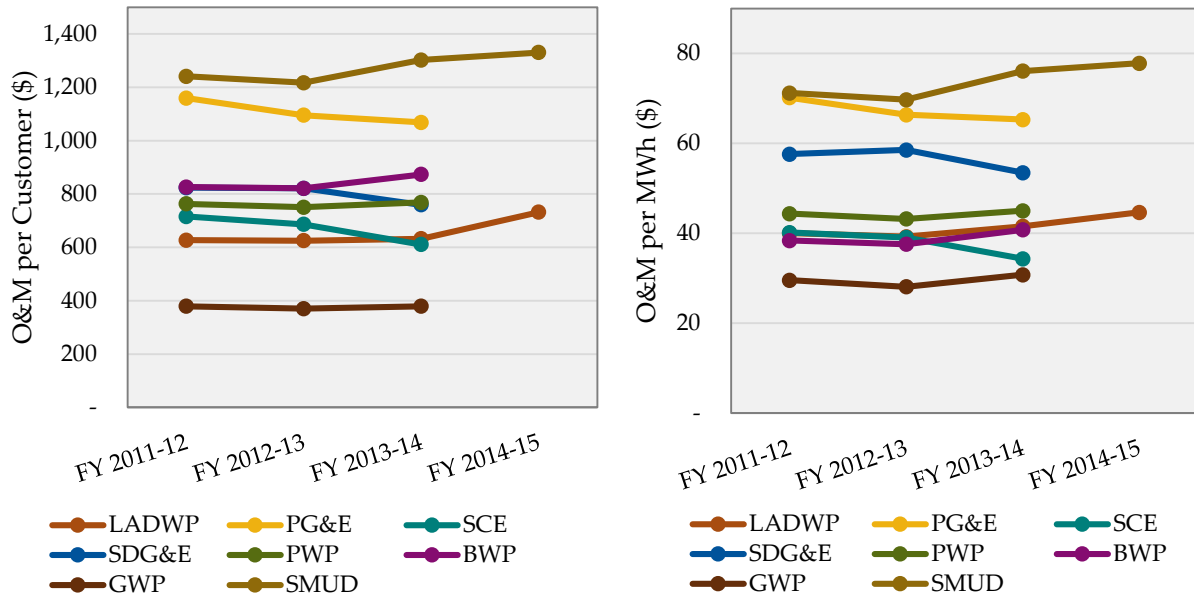 O&M per Customer ($)
1,400
1,200
1,000
800
600
400
200
-
FY 2011-12
FY 2012-13
FY 2013-14
FY 2014-15
LADWP PG&E SCE
SDG&E PWP BWP
GWP SMUD
O&M per MWh ($)
80
60
40
20
-
FY 2011-12
FY 2012-13
FY 2013-14
FY 2014-15
LADWP PG&E SCE
SDG&E PWP BWP
GWP SMUD